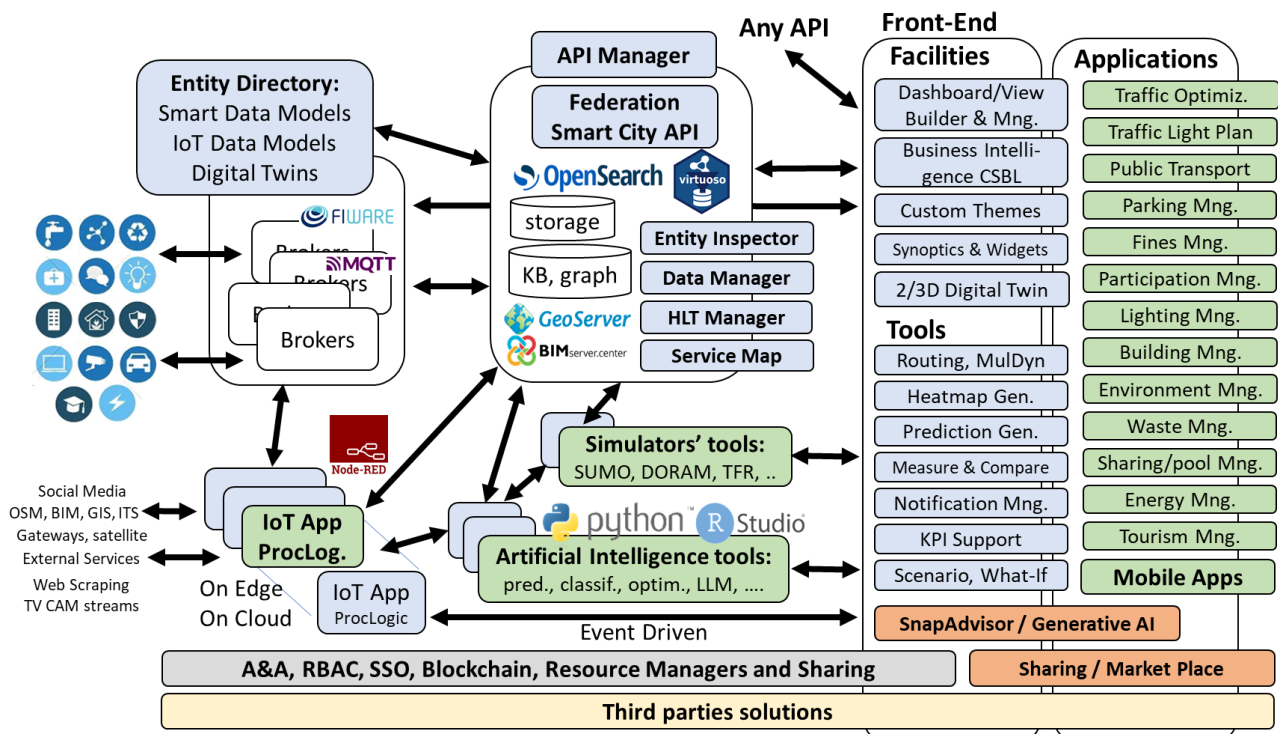 Entity Directory:
Smart Data Models
IoT Data Models
Digital Twins
FIWARE
Brokers
MQTT
Brokers
Brokers
API Manager
Federation
Smart City API
OpenSearch
virtuoso
storage
KB, graph
Entity Inspector
Data Manager
HLT Manager
Service Map
GeoServer
BIMserver.center
Any API
Front-End
Facilities
Dashboard/View
Builder & Mng.
Business Intelli-
gence CSBL
Custom Themes
Synoptics & Widgets
2/3D Digital Twin
Tools
Routing, MulDyn
Heatmap Gen.
Prediction Gen.
Measure & Compare
Notification Mng.
KPI Support
Scenario, What-If
Applications
Traffic Optimiz.
Traffic Light Plan
Public Transport
Parking Mng.
Fines Mng.
Participation Mng.
Lighting Mng.
Building Mng.
Environment Mng.
Waste Mng.
Sharing/pool Mng.
Energy Mng.
Tourism Mng.
Mobile Apps
Node-RED
Social Media
OSM, BIM, GIS, ITS
Gateways, satellite
External Services
Web Scraping
TV CAM streams
IoT App
ProcLog.
On Edge
On Cloud
IoT App
ProcLogic
Simulators’ tools:
SUMO, DORAM, TFR, ..
python™
R Studio
Artificial Intelligence tools:
pred., classif., optim., LLM, ....
Event Driven
SnapAdvisor / Generative AI
A&A, RBAC, SSO, Blockchain, Resource Managers and Sharing
Sharing / Market Place
Third parties solutions